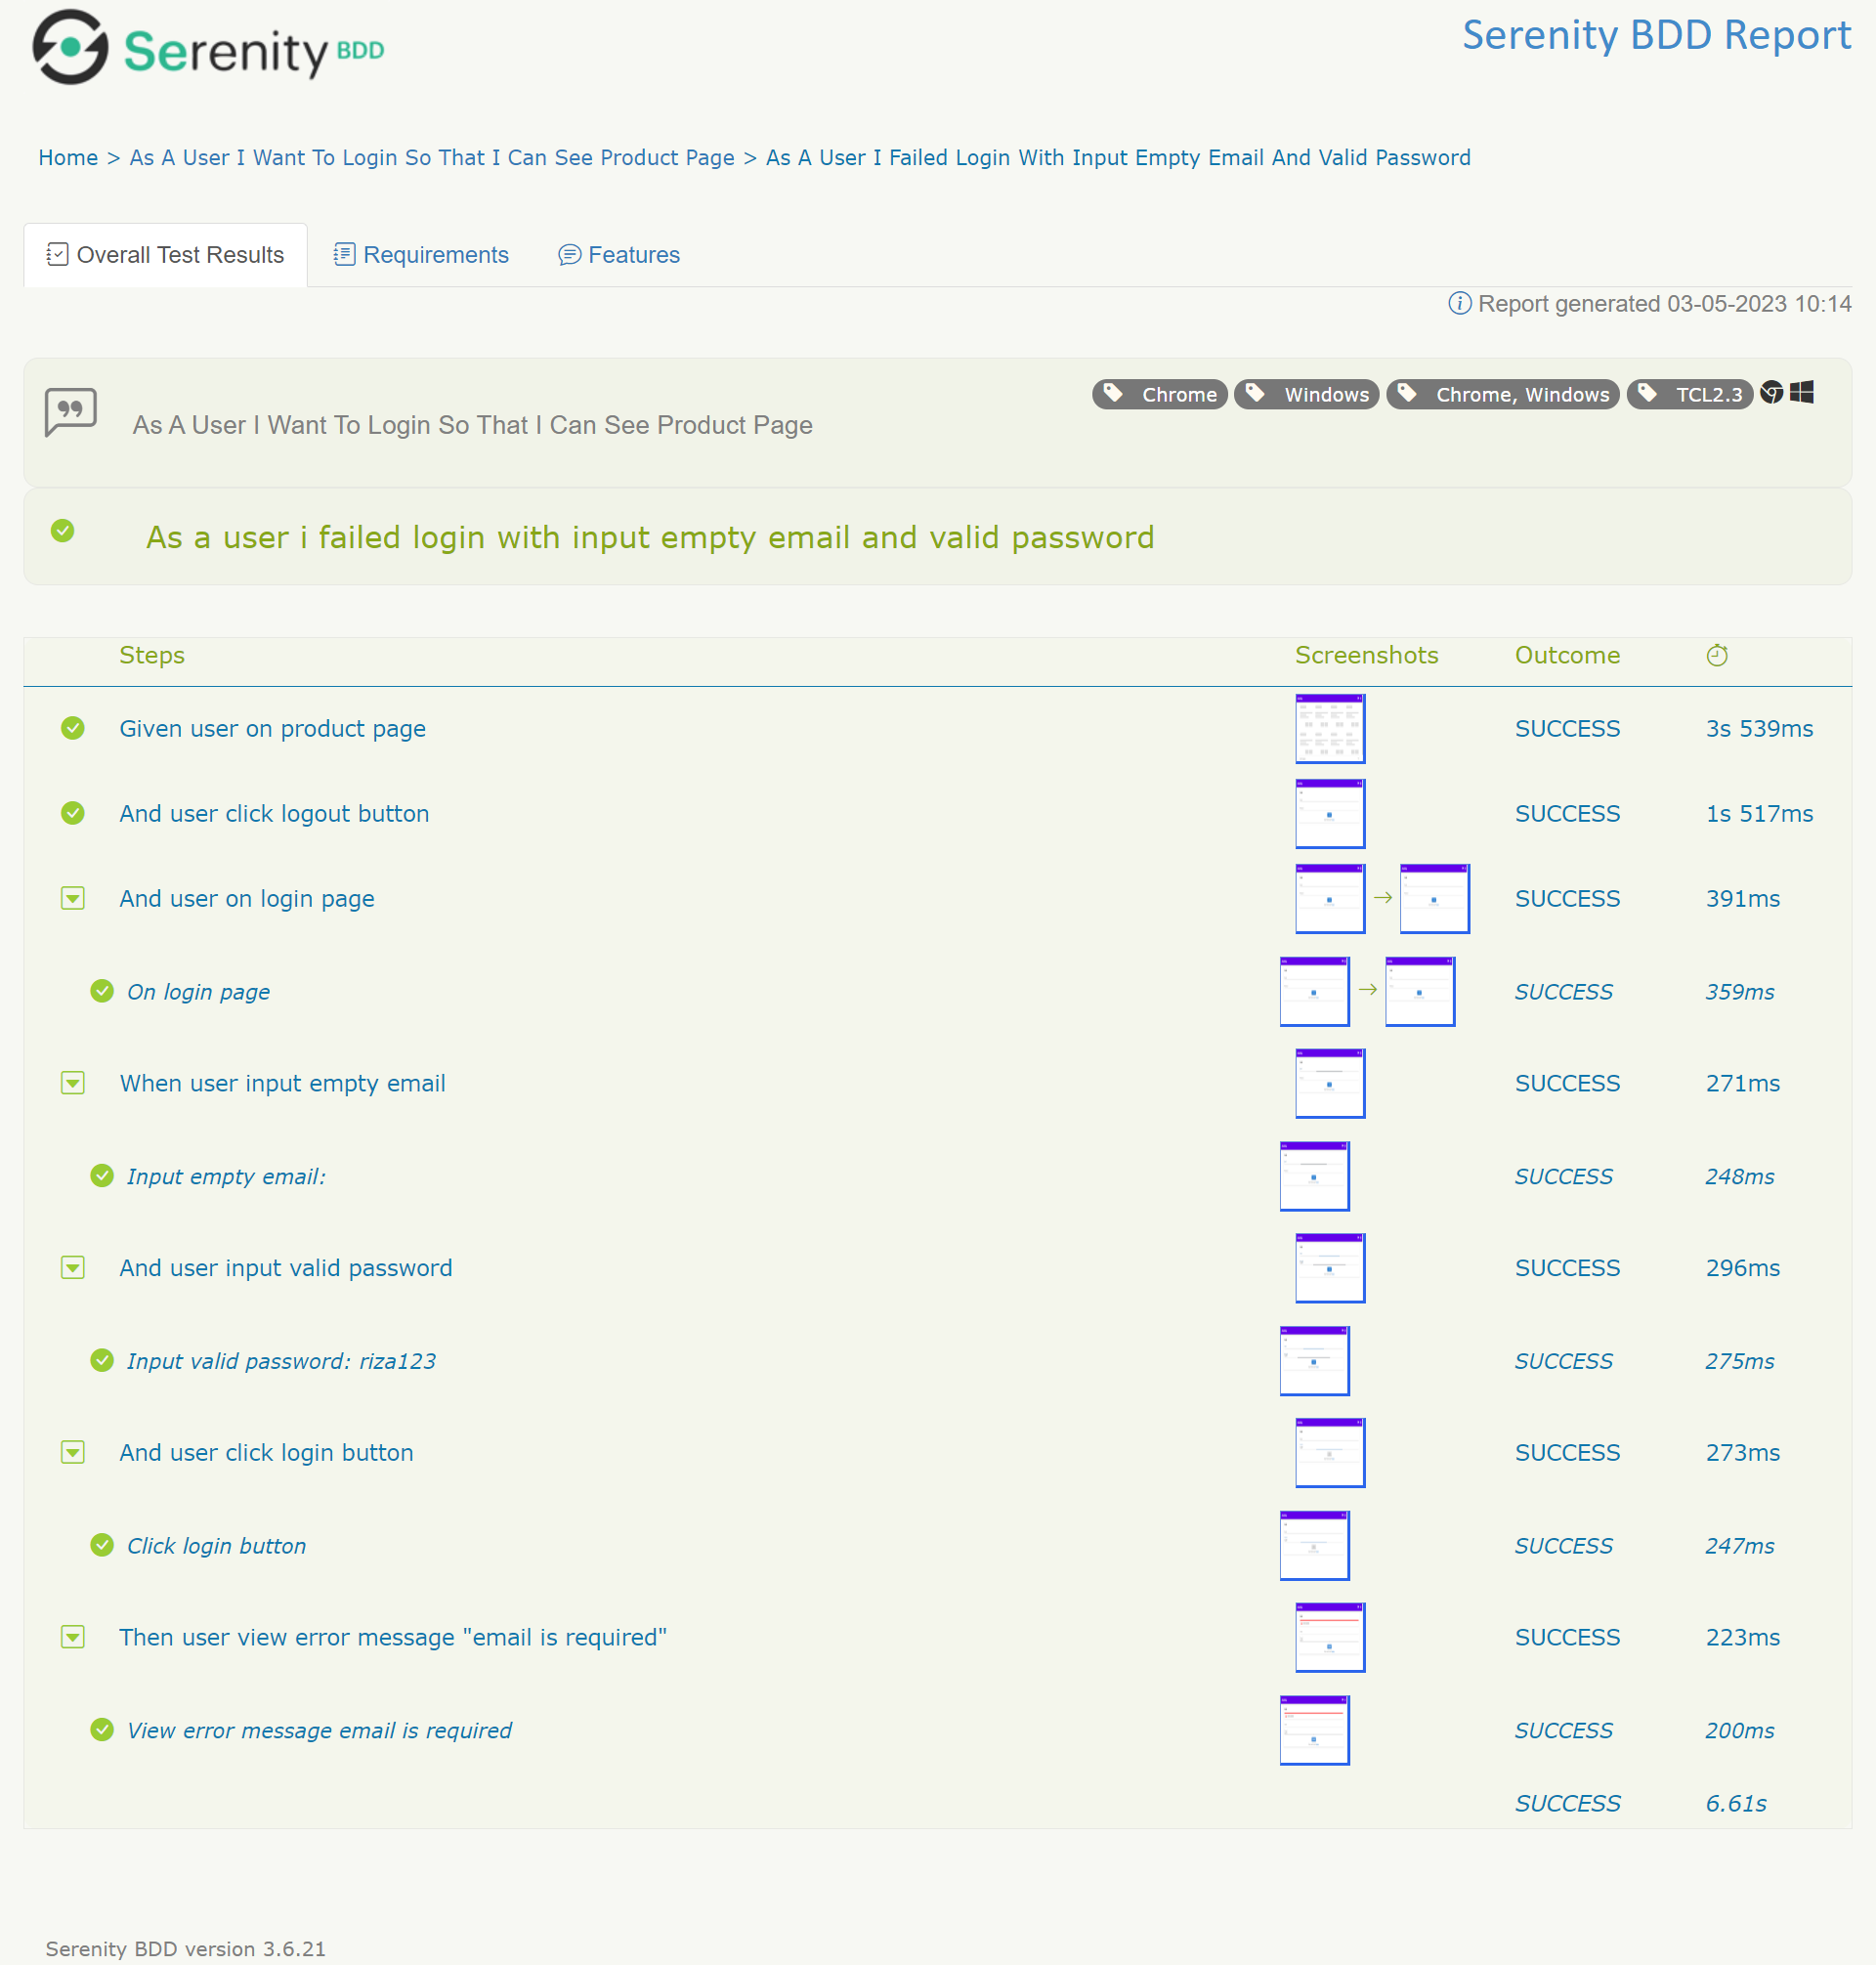 Serenity BDD
Serenity BDD Report
Home > As A User I Want To Login So That I Can See Product Page > As A User I Failed Login With Input Empty Email And Valid Password
Overall Test Results Requirements Features
Report generated 03-05-2023 10:14
Chrome Windows Chrome, Windows TCL2.3
As A User I Want To Login So That I Can See Product Page
As a user i failed login with input empty email and valid password
Steps Screenshots Outcome
Given user on product page SUCCESS 3s 539ms
And user click logout button SUCCESS 1s 517ms
And user on login page SUCCESS 391ms
On login page SUCCESS 359ms
When user input empty email SUCCESS 271ms
Input empty email: SUCCESS 248ms
And user input valid password SUCCESS 296ms
Input valid password: riza123 SUCCESS 275ms
And user click login button SUCCESS 273ms
Click login button SUCCESS 247ms
Then user view error message "email is required" SUCCESS 223ms
View error message email is required SUCCESS 200ms
SUCCESS 6.61s
Serenity BDD version 3.6.21